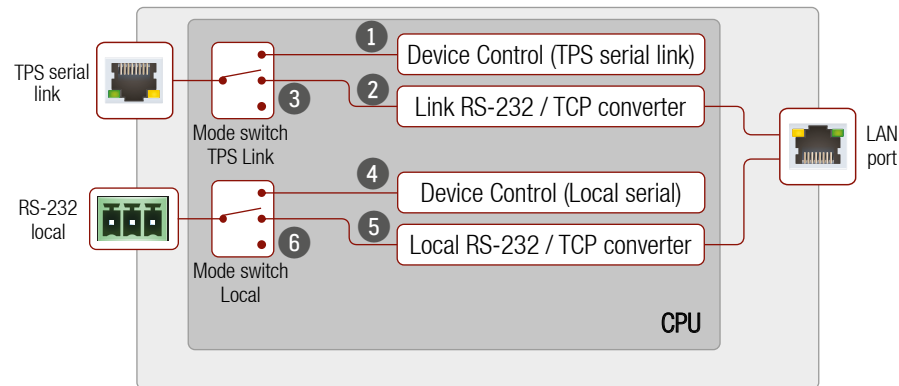 TPS serial
link
1
Device Control (TPS serial link)
2
Link RS-232 / TCP converter
3
Mode switch
TPS Link
LAN
port
RS-232
local
4
Device Control (Local serial)
5
Local RS-232 / TCP converter
6
Mode switch
Local
CPU